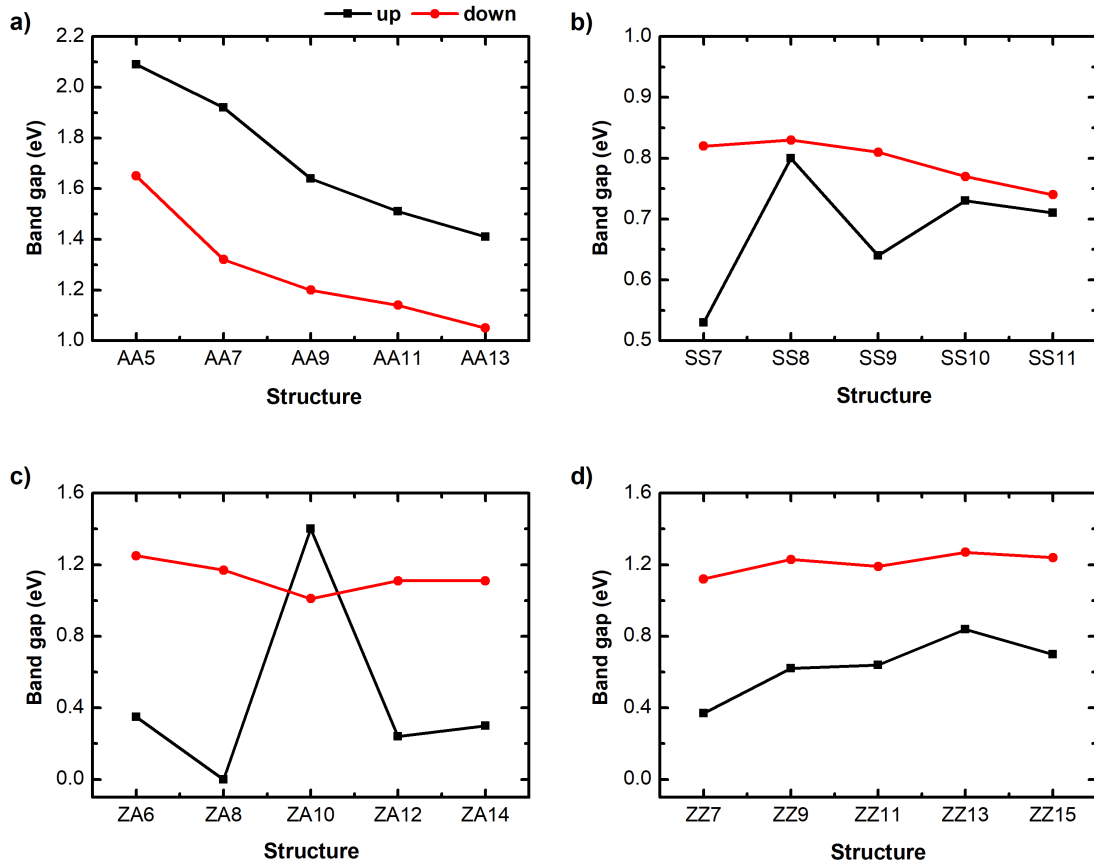 a)
up
down
2.2
2.0
1.8
1.6
1.4
1.2
1.0
Band gap (eV)
AA5 AA7 AA9 AA11 AA13
Structure
1.0
0.9
0.8
0.7
0.6
0.5
Band gap (eV)
SS7 SS8 SS9 SS10 SS11
Structure
c)
1.6
1.2
0.8
0.4
0.0
Band gap (eV)
ZA6 ZA8 ZA10 ZA12 ZA14
Structure
b)
d)
1.6
1.2
0.8
0.4
0.0
Band gap (eV)
ZZ7 ZZ9 ZZ11 ZZ13 ZZ15
Structure